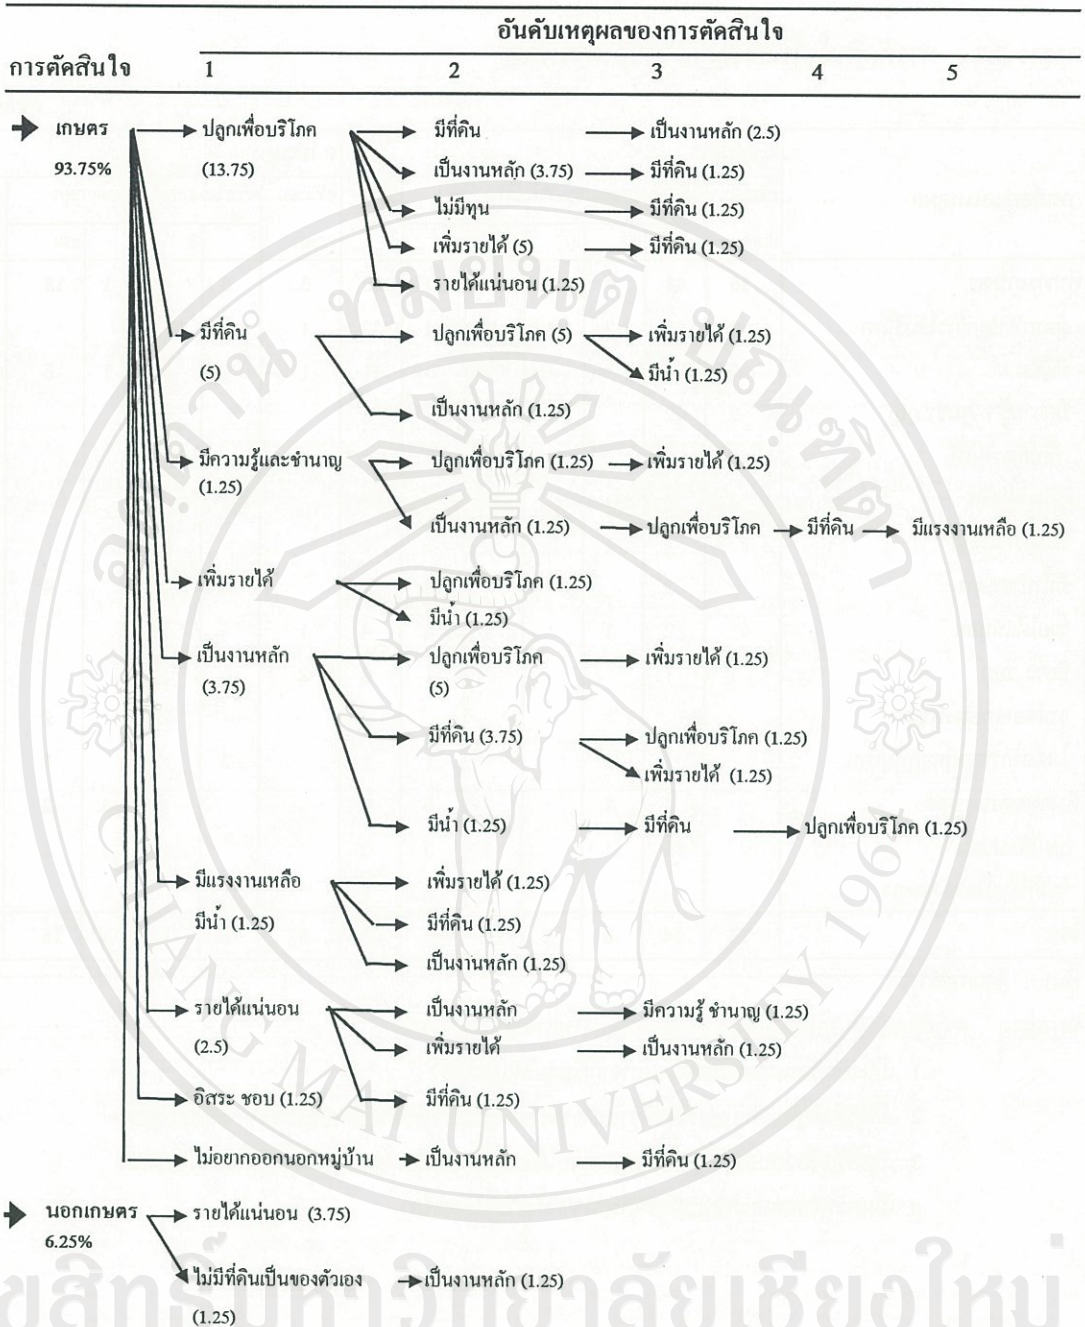 อันดับเหตุผลของการตัดสินใจ
การตัดสินใจ 1 2 3 4 5
เกษตร ปลูกเพื่อบริโภค มีที่ดิน เป็นงานหลัก (2.5)
93.75% (13.75) เป็นงานหลัก (3.75) มีที่ดิน (1.25)
ไม่มีทุน มีที่ดิน (1.25)
เพิ่มรายได้ (5) มีที่ดิน (1.25)
รายได้แน่นอน (1.25)
มีที่ดิน ปลูกเพื่อบริโภค (5) เพิ่มรายได้ (1.25)
(5) มีน้ำ (1.25)
เป็นงานหลัก (1.25)
มีความรู้และชำนาญ ปลูกเพื่อบริโภค (1.25) เพิ่มรายได้ (1.25)
(1.25)
เป็นงานหลัก (1.25) ปลูกเพื่อบริโภค มีที่ดิน มีแรงงานเหลือ (1.25)
เพิ่มรายได้ ปลูกเพื่อบริโภค (1.25)
มีน้ำ (1.25)
เป็นงานหลัก ปลูกเพื่อบริโภค เพิ่มรายได้ (1.25)
(3.75) (5)
มีที่ดิน (3.75) ปลูกเพื่อบริโภค (1.25)
เพิ่มรายได้ (1.25)
มีน้ำ (1.25) มีที่ดิน ปลูกเพื่อบริโภค (1.25)
มีแรงงานเหลือ เพิ่มรายได้ (1.25)
มีน้ำ (1.25) มีที่ดิน (1.25)
เป็นงานหลัก (1.25)
รายได้แน่นอน เป็นงานหลัก มีความรู้ ชำนาญ (1.25)
(2.5) เพิ่มรายได้ เป็นงานหลัก (1.25)
อิสระ ชอบ (1.25) มีที่ดิน (1.25)
ไม่อยากออกนอกหมู่บ้าน เป็นงานหลัก มีที่ดิน (1.25)
นอกเกษตร รายได้แน่นอน (3.75)
6.25%
ไม่มีที่ดินเป็นของตัวเอง เป็นงานหลัก (1.25)
(1.25)
CHIANG MAI UNIVERSITY 1964
ขสิทธิ์มหาวิทยาลัยเชียงใหม่